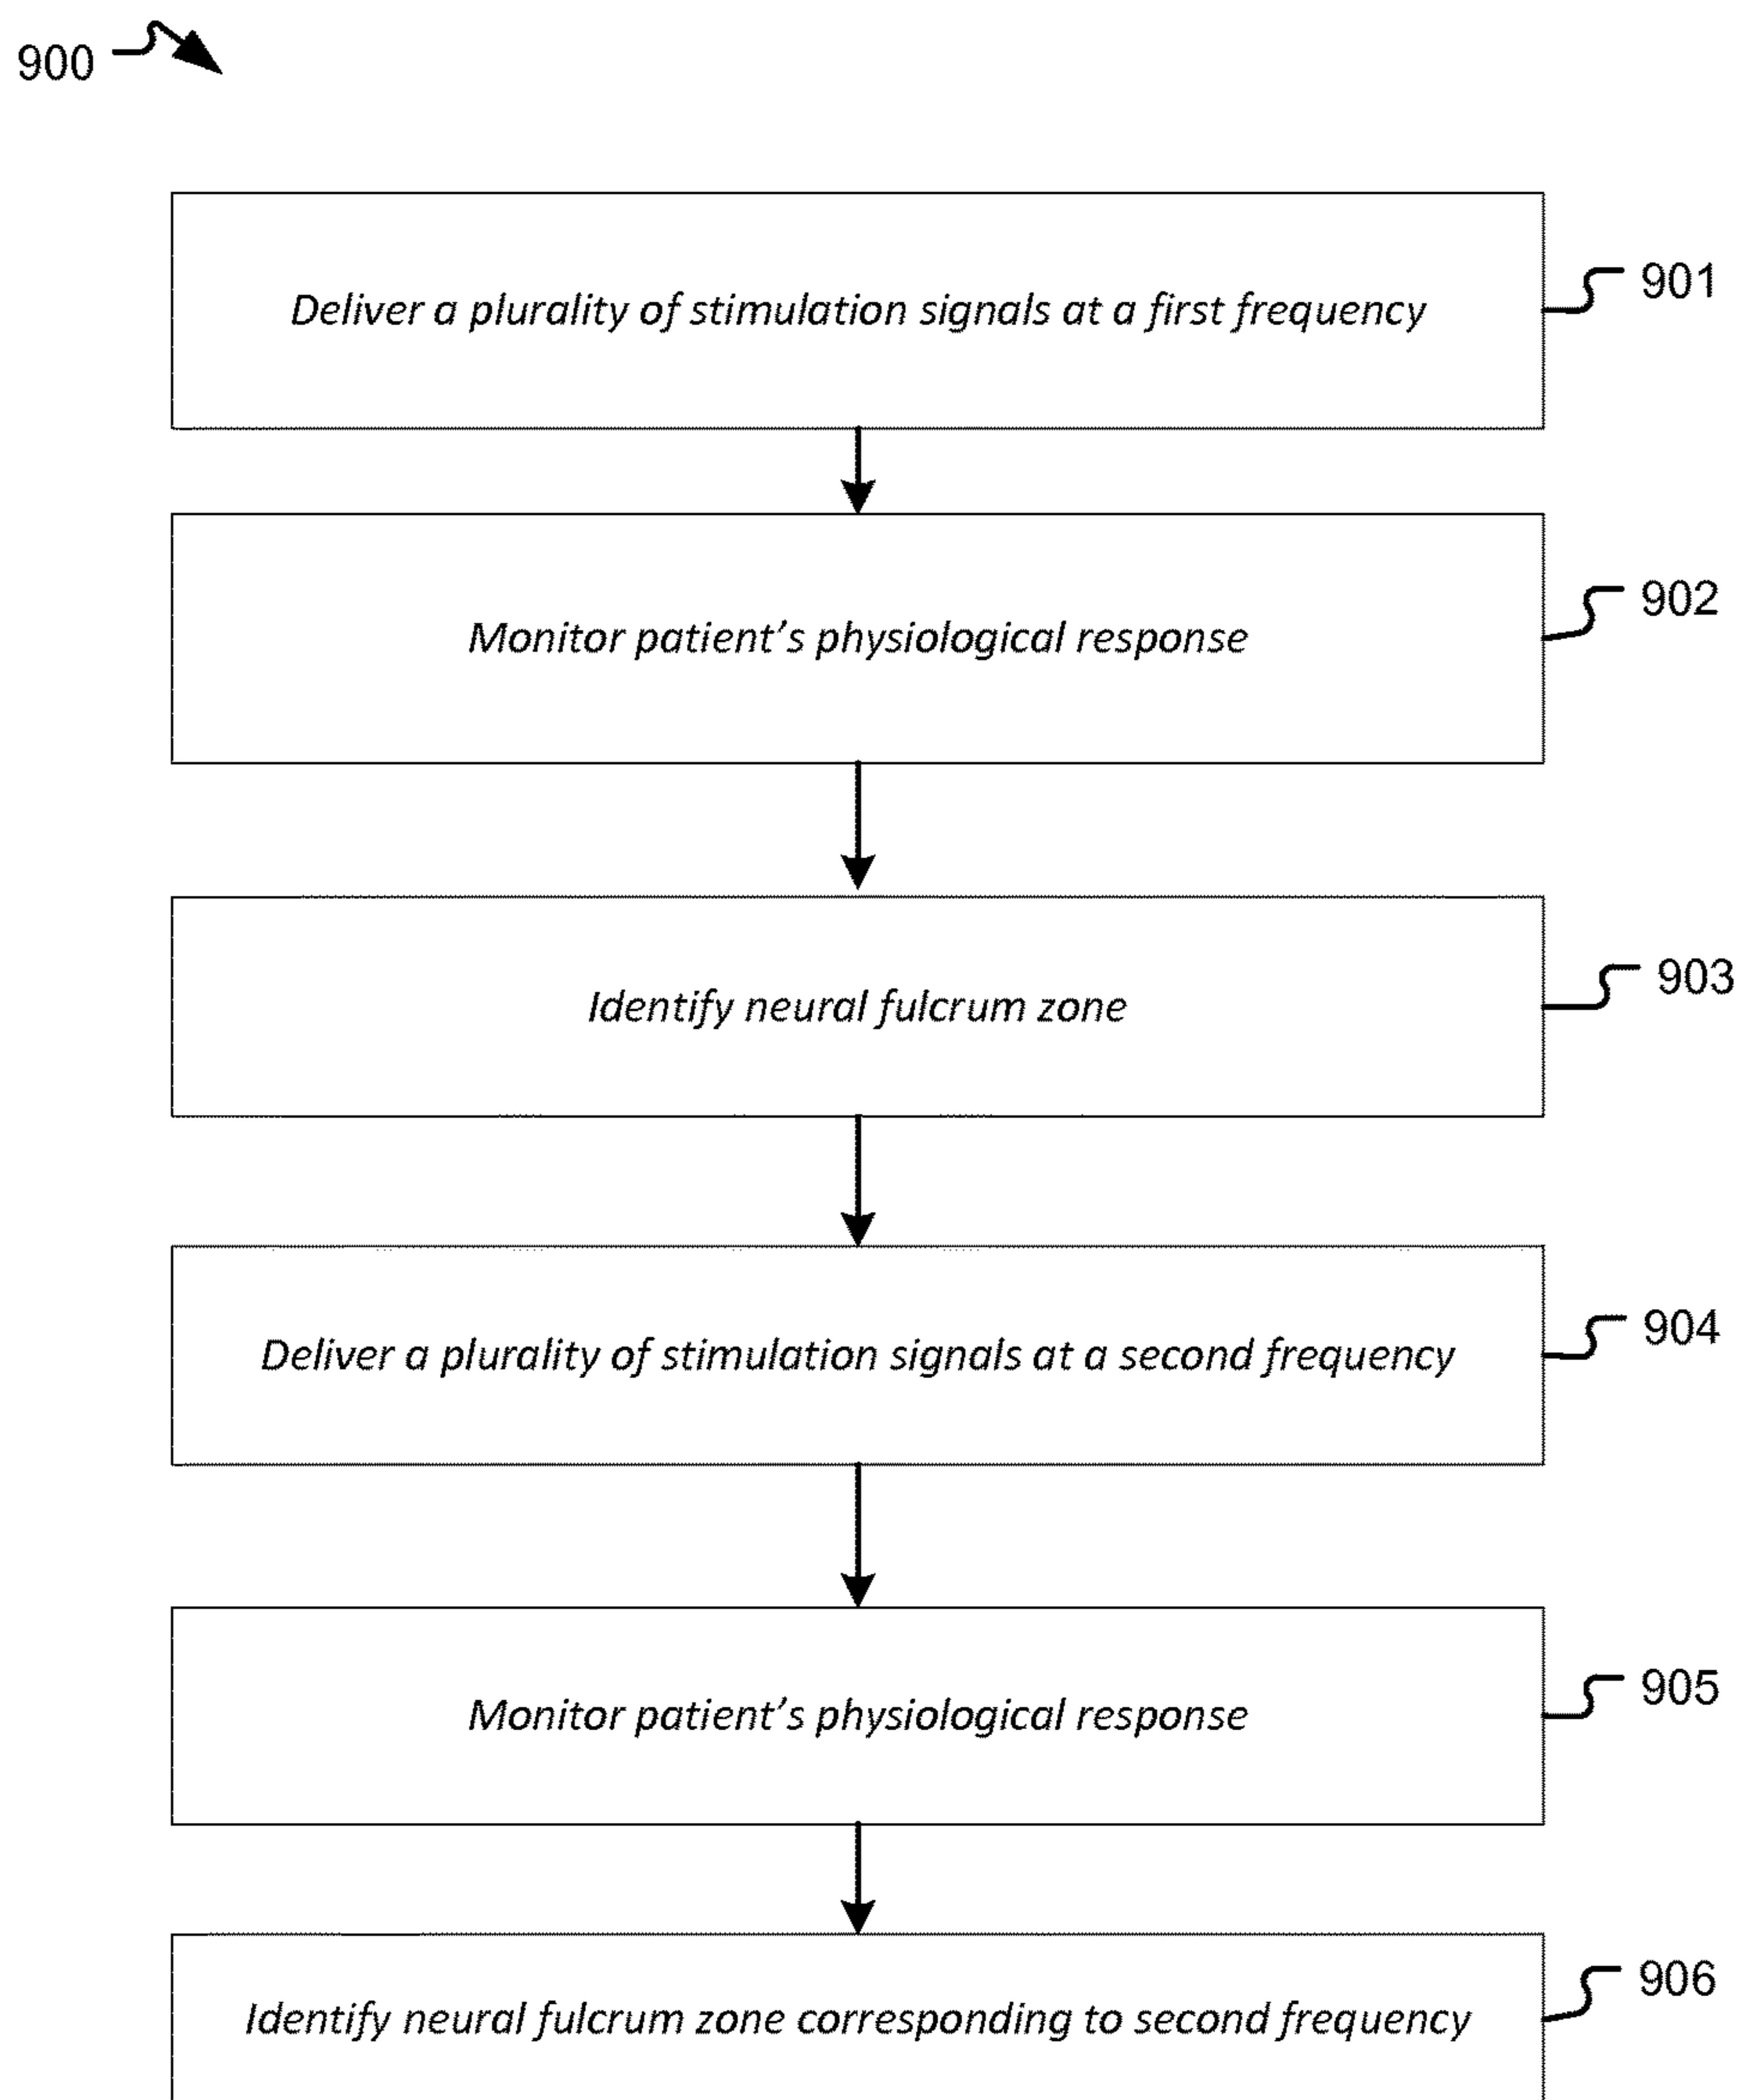 900
Deliver a plurality of stimulation signals at a first frequency
901
Monitor patient’s physiological response
902
Identify neural fulcrum zone
903
Deliver a plurality of stimulation signals at a second frequency
904
Monitor patient’s physiological response
905
Identify neural fulcrum zone corresponding to second frequency
906